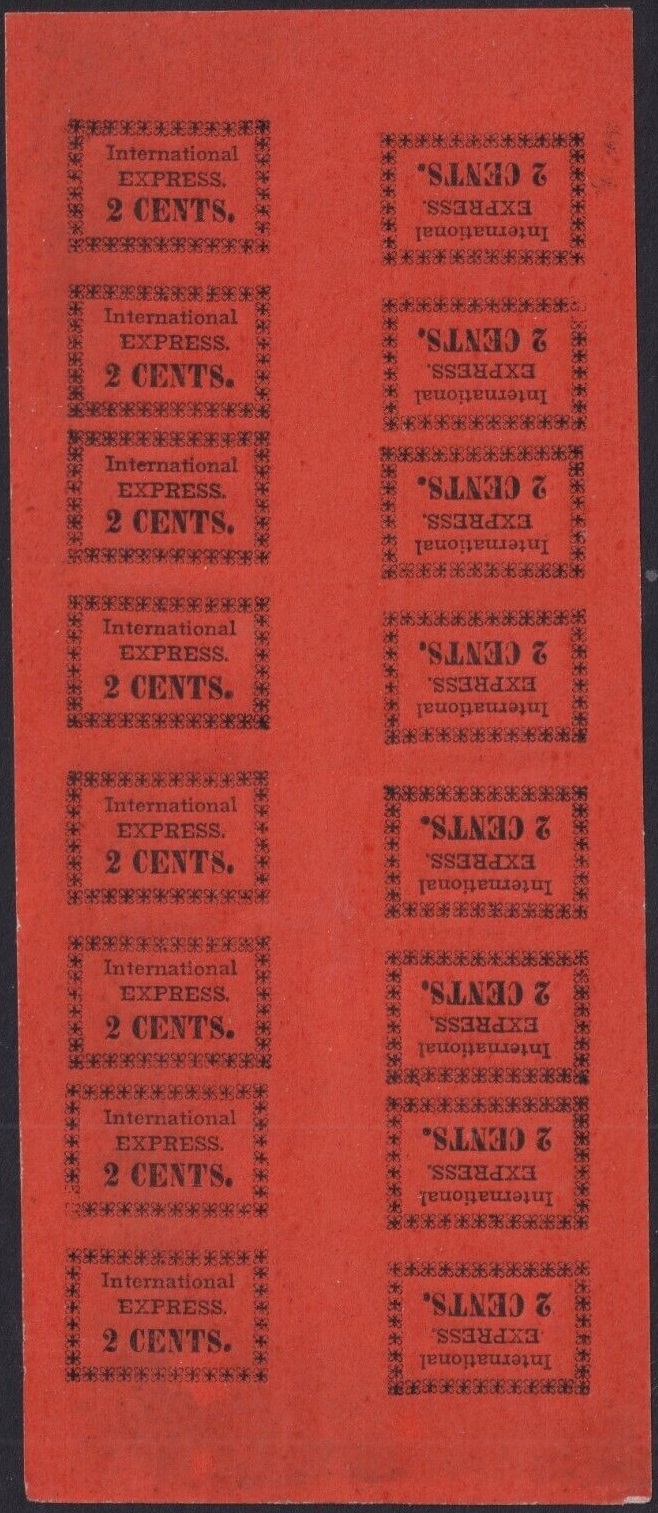 International
EXPRESS.
2 CENTS.
International
EXPRESS.
2 CENTS.
International
EXPRESS.
2 CENTS.
International
EXPRESS.
2 CENTS.
International
EXPRESS.
2 CENTS.
International
EXPRESS.
2 CENTS.
International
EXPRESS.
2 CENTS.
International
EXPRESS.
2 CENTS.
International
EXPRESS.
2 CENTS.
International
EXPRESS.
2 CENTS.
International
EXPRESS.
2 CENTS.
International
EXPRESS.
2 CENTS.
International
EXPRESS.
2 CENTS.
International
EXPRESS.
2 CENTS.
International
EXPRESS.
2 CENTS.
International
EXPRESS.
2 CENTS.